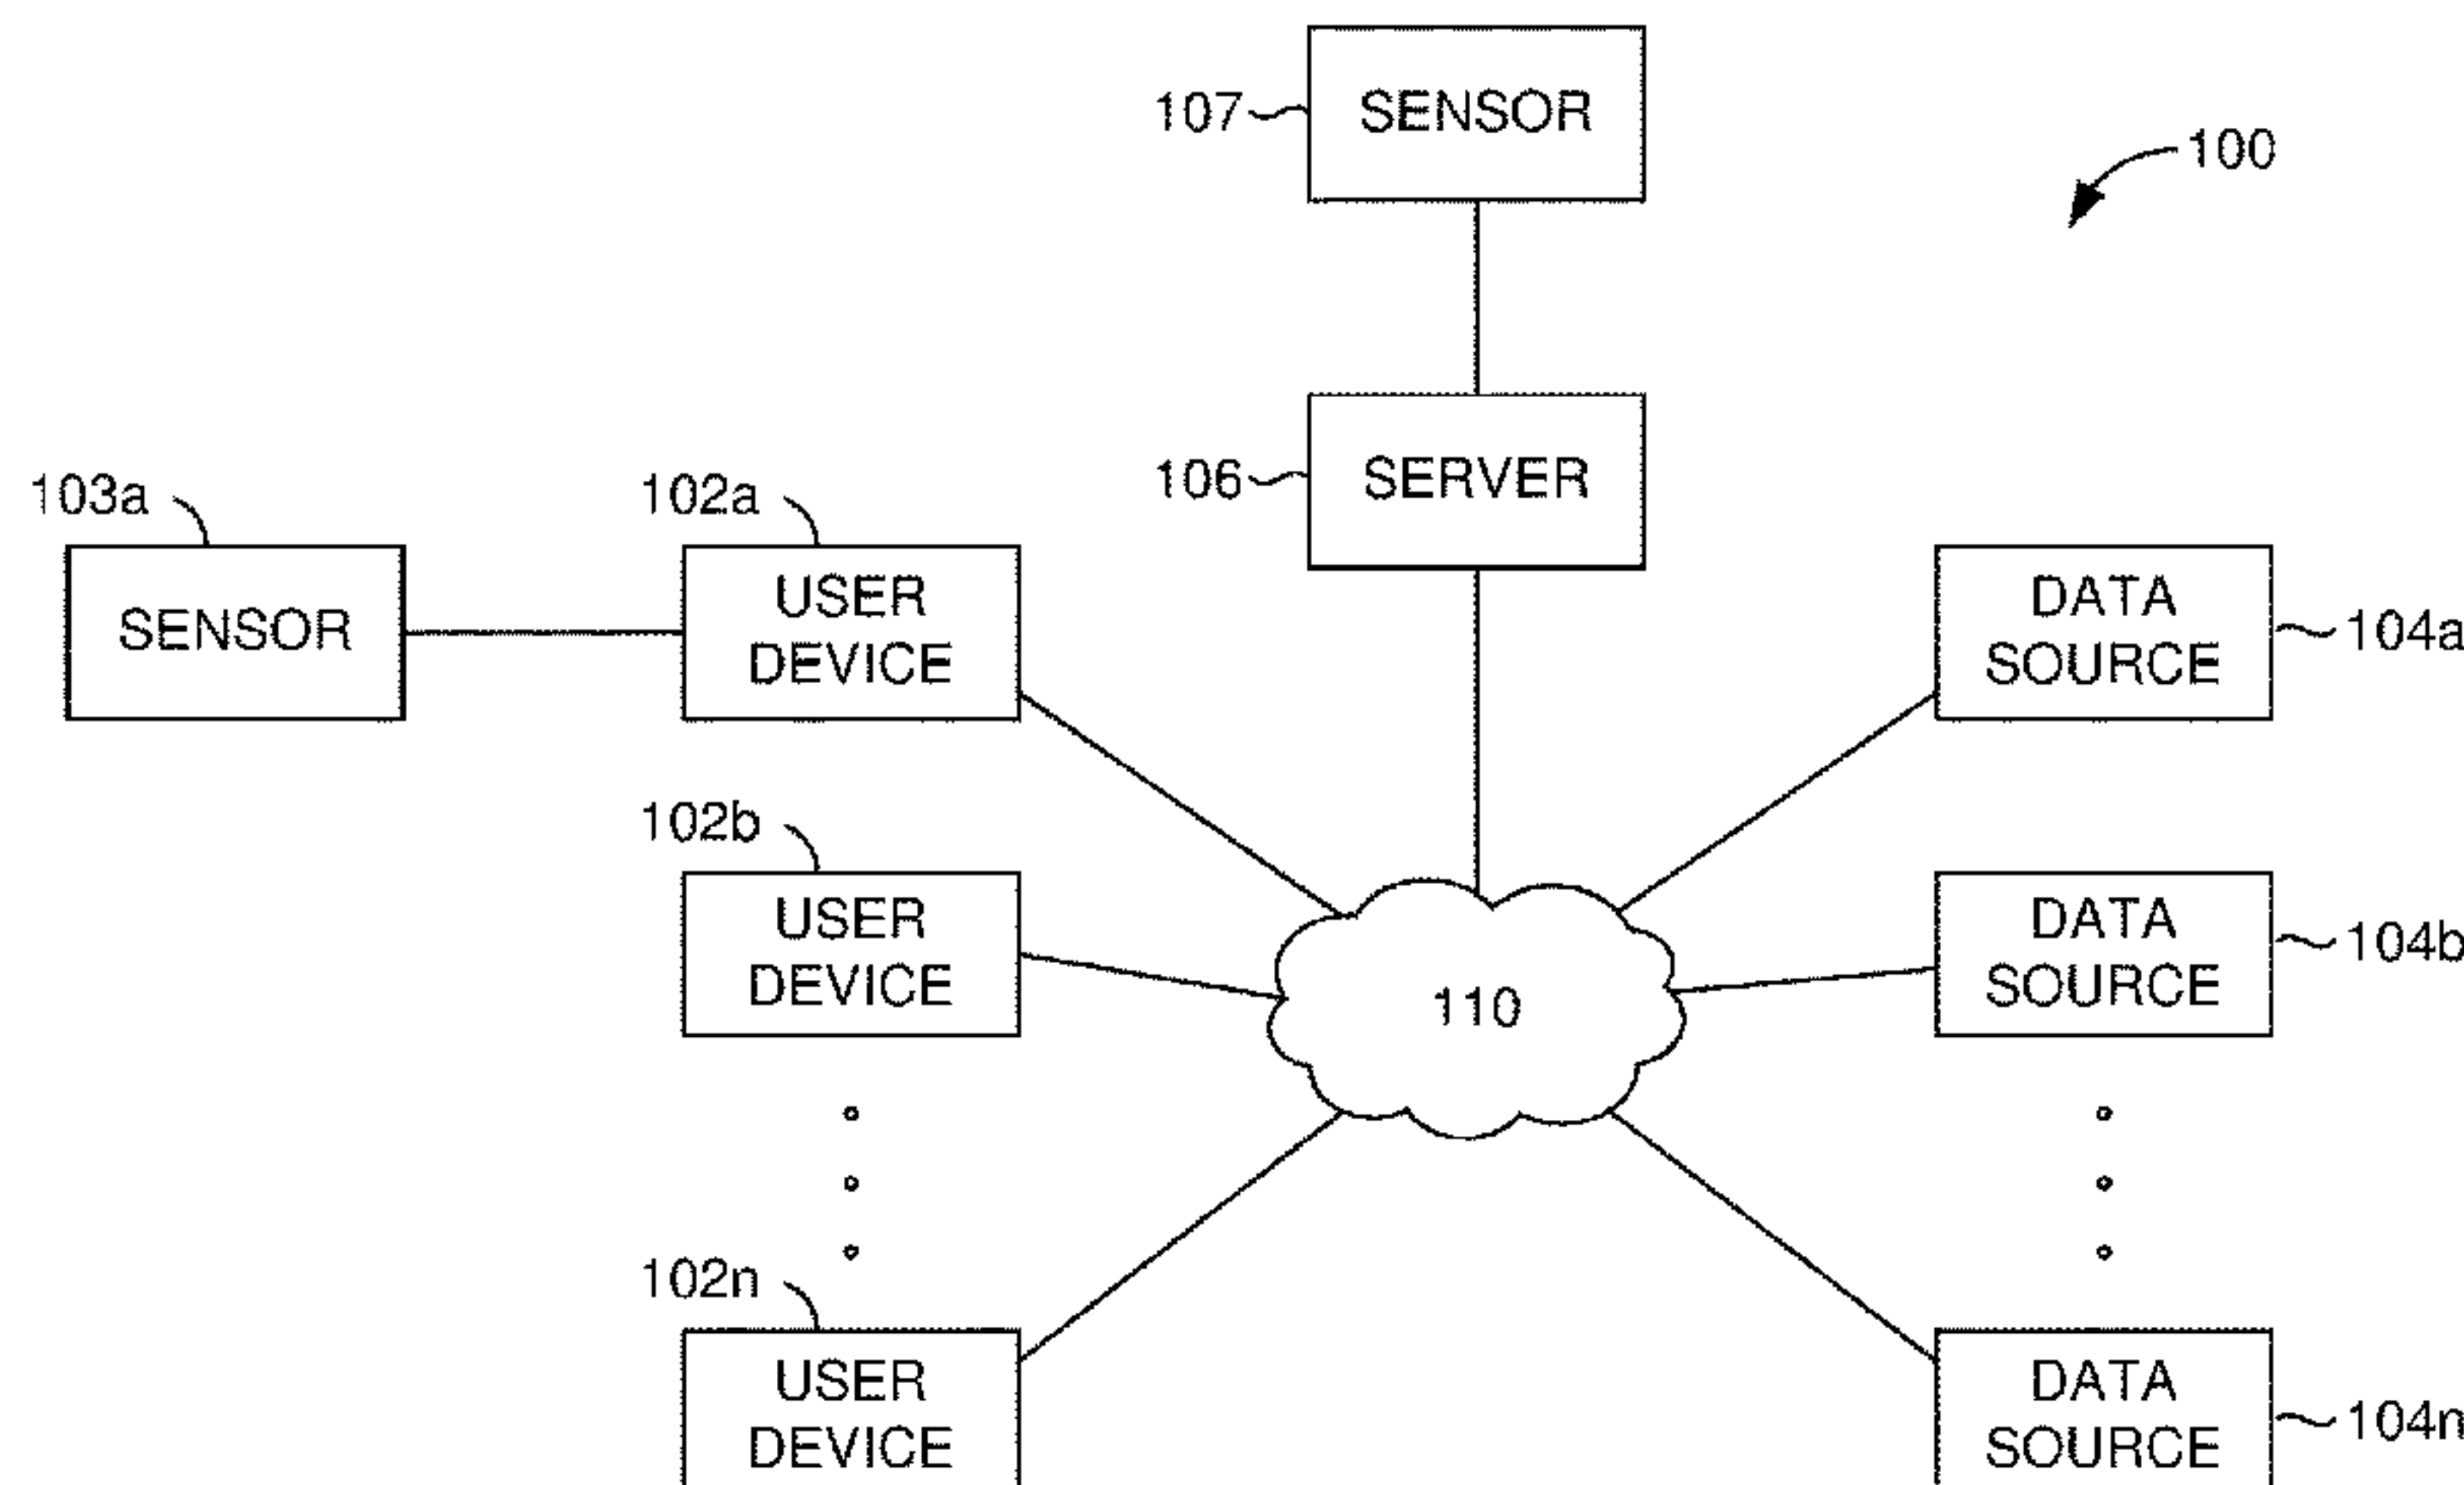 107
SENSOR
100
106
SERVER
103a
SENSOR
102a
USER
DEVICE
DATA
SOURCE
104a
102b
USER
DEVICE
110
DATA
SOURCE
104b
102n
USER
DEVICE
DATA
SOURCE
104n